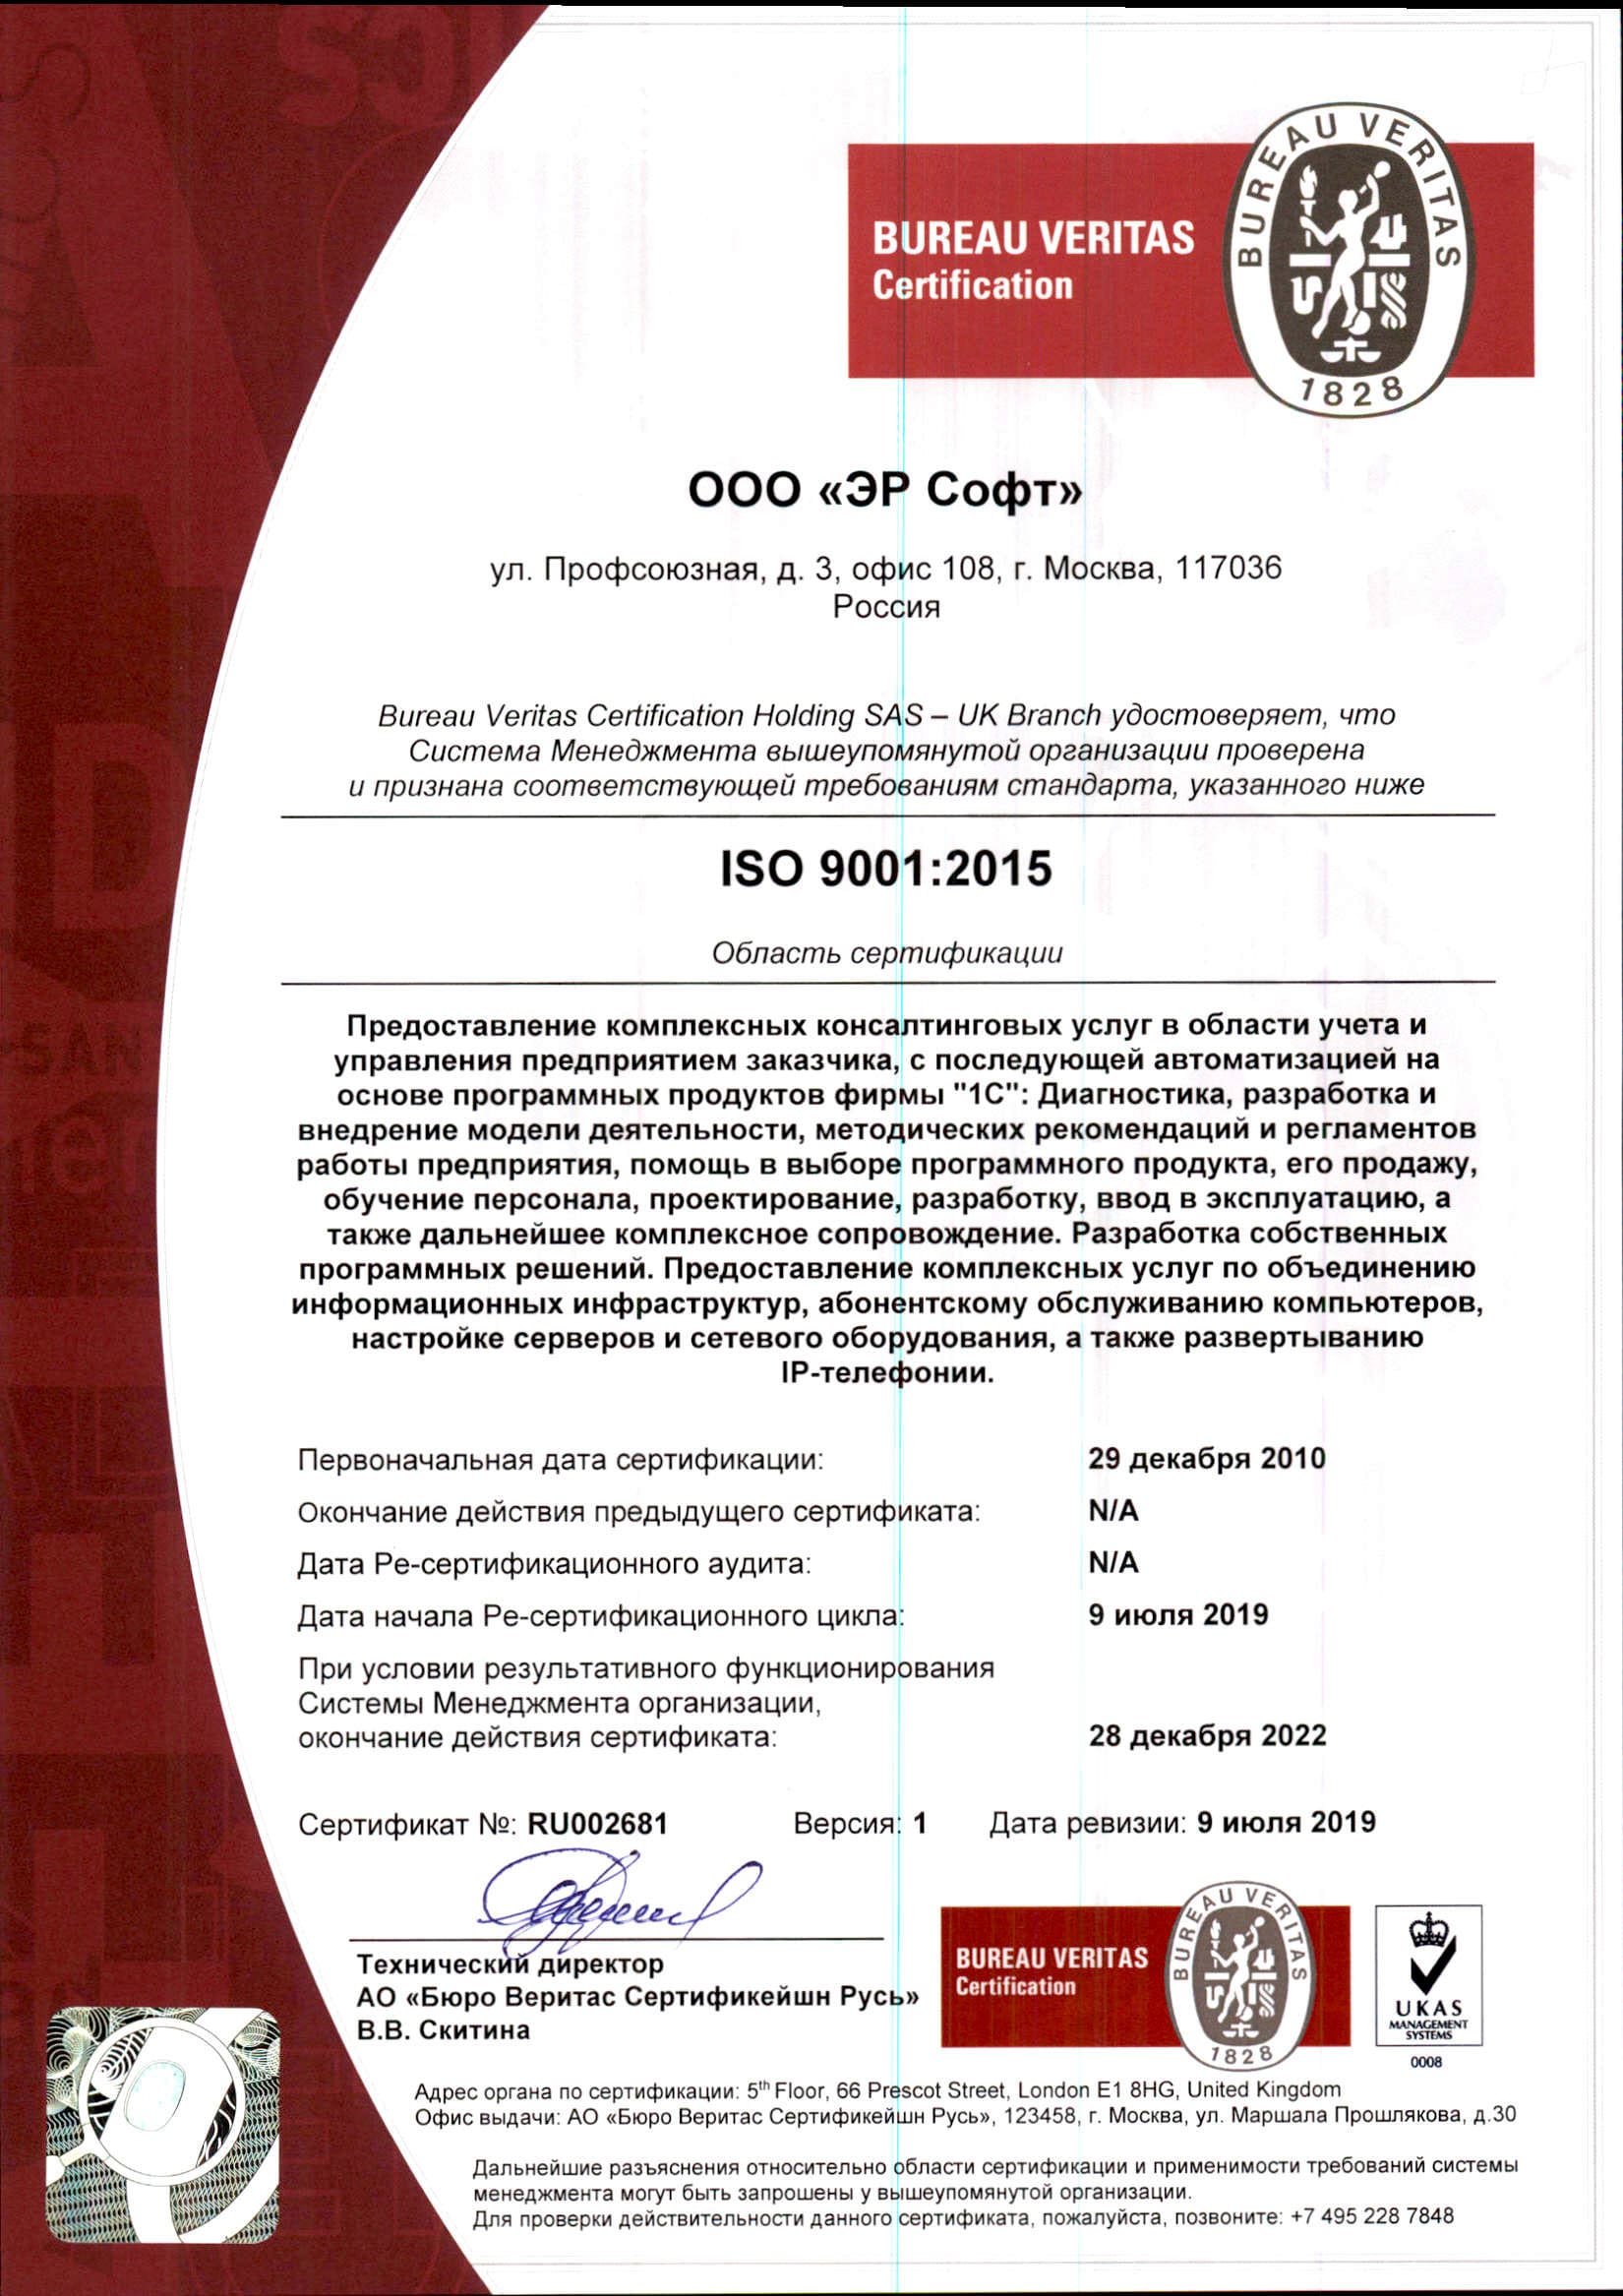 BUREAU VERITAS
Certification
BUREAU VERITAS
1828
ООО «ЭР Софт»
ул. Профсоюзная, д. 3, офис 108, г. Москва, 117036
Россия
Bureau Veritas Certification Holding SAS – UK Branch удостоверяет, что
Система Менеджмента вышеупомянутой организации проверена
и признана соответствующей требованиям стандарта, указанного ниже
ISO 9001:2015
Область сертификации
Предоставление комплексных консалтинговых услуг в области учета и
управления предприятием заказчика, с последующей автоматизацией на
основе программных продуктов фирмы "1С": Диагностика, разработка и
внедрение модели деятельности, методических рекомендаций и регламентов
работы предприятия, помощь в выборе программного продукта, его продажу,
обучение персонала, проектирование, разработку, ввод в эксплуатацию, а
также дальнейшее комплексное сопровождение. Разработка собственных
программных решений. Предоставление комплексных услуг по объединению
информационных инфраструктур, абонентскому обслуживанию компьютеров,
настройке серверов и сетевого оборудования, а также развертыванию
IP-телефонии.
Первоначальная дата сертификации: 29 декабря 2010
Окончание действия предыдущего сертификата: N/A
Дата Ре-сертификационного аудита: N/A
Дата начала Ре-сертификационного цикла: 9 июля 2019
При условии результативного функционирования
Системы Менеджмента организации,
окончание действия сертификата: 28 декабря 2022
Сертификат №: RU002681 Версия: 1 Дата ревизии: 9 июля 2019
Технический директор
АО «Бюро Веритас Сертификейшн Русь»
В.В. Скитина
BUREAU VERITAS
Certification
BUREAU VERITAS
1828
UKAS
MANAGEMENT
SYSTEMS
0008
Адрес органа по сертификации: 5th Floor, 66 Prescot Street, London E1 8HG, United Kingdom
Офис выдачи: АО «Бюро Веритас Сертификейшн Русь», 123458, г. Москва, ул. Маршала Прошлякова, д.30
Дальнейшие разъяснения относительно области сертификации и применимости требований системы
менеджмента могут быть запрошены у вышеупомянутой организации.
Для проверки действительности данного сертификата, пожалуйста, позвоните: +7 495 228 7848